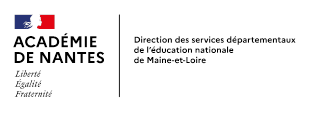 ACADÉMIE
DE NANTES
Liberté
Égalité
Fraternité
Direction des services départementaux
de l'éducation nationale
de Maine-et-Loire